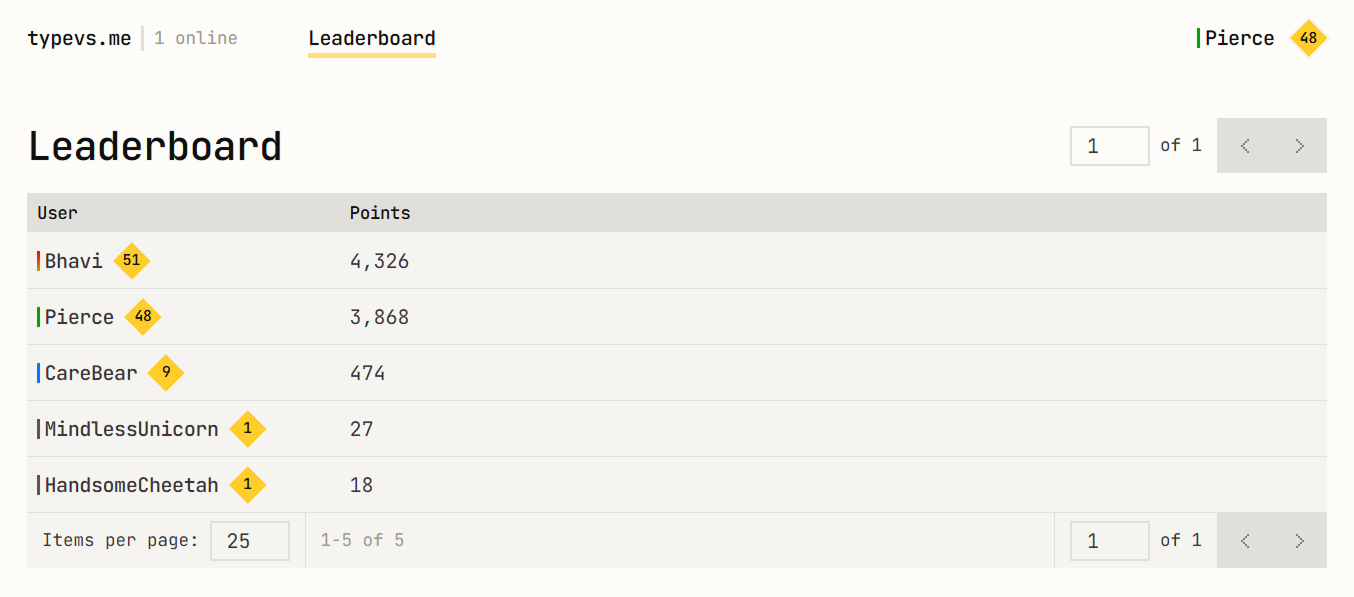 typevs.me 1 online Leaderboard Pierce 48
Leaderboard 1 of 1 < >
User Points
Bhavi 51 4,326
Pierce 48 3,868
CareBear 9 474
MindlessUnicorn 1 27
HandsomeCheetah 1 18
Items per page: 25 1-5 of 5 1 of 1 < >